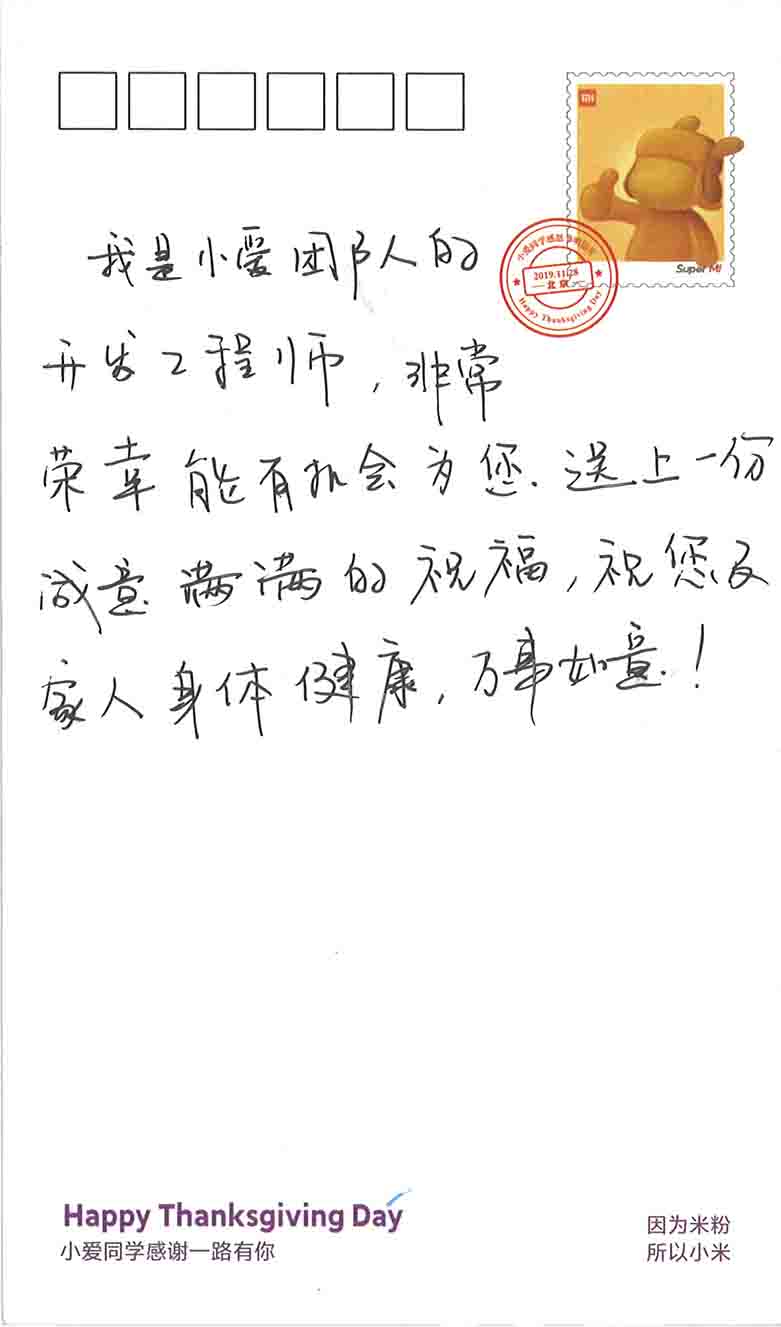 MI
Super MI
小爱同学感恩
2019.11.28
北京
Happy Thanksgiving Day
我是小爱团队人的
开发工程师，非常
荣幸能有机会为您送上一份
诚意满满的祝福，祝您及
家人身体健康，万事如意！
Happy Thanksgiving Day
小爱同学感谢一路有你
因为米粉
所以小米